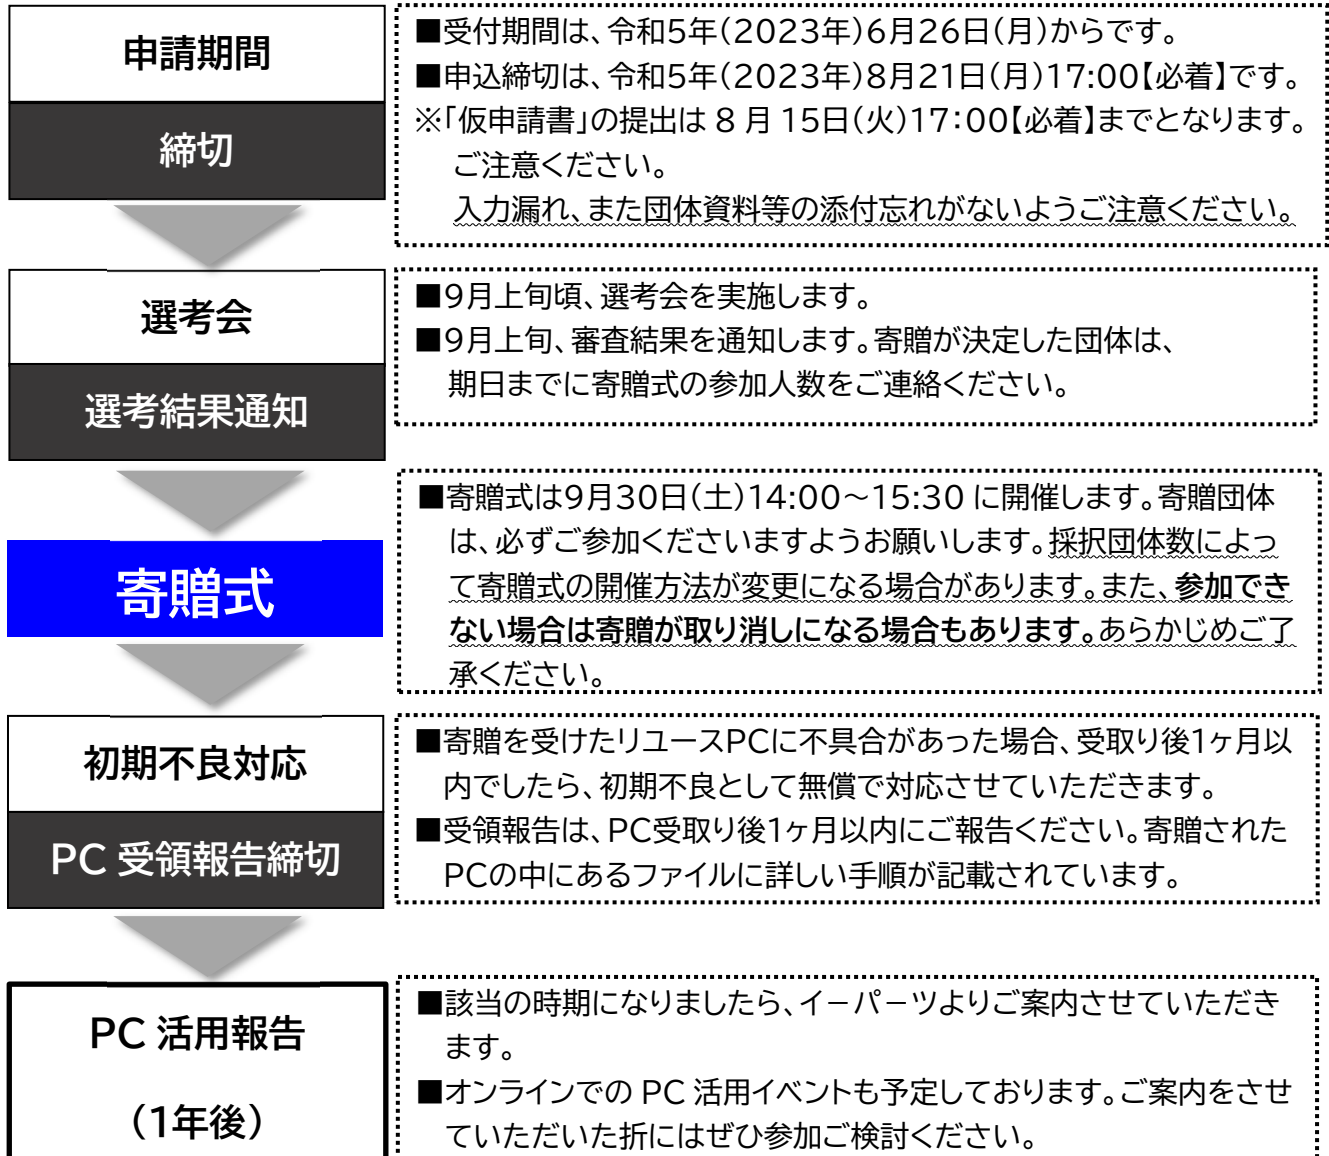 申請期間
締切
■受付期間は、令和5年(2023年)6月26日(月)からです。
■申込締切は、令和5年(2023年)8月21日(月)17:00【必着】です。
※「仮申請書」の提出は 8 月 15日(火)17:00【必着】までとなります。
ご注意ください。
入力漏れ、また団体資料等の添付忘れがないようご注意ください。
選考会
選考結果通知
■9月上旬頃、選考会を実施します。
■9月上旬、審査結果を通知します。寄贈が決定した団体は、
期日までに寄贈式の参加人数をご連絡ください。
寄贈式
■寄贈式は9月30日(土)14:00～15:30 に開催します。寄贈団体
は、必ずご参加くださいますようお願いします。採択団体数によっ
て寄贈式の開催方法が変更になる場合があります。また、参加でき
ない場合は寄贈が取り消しになる場合もあります。あらかじめご了
承ください。
初期不良対応
PC 受領報告締切
■寄贈を受けたリユースPCに不具合があった場合、受取り後1ヶ月以
内でしたら、初期不良として無償で対応させていただきます。
■受領報告は、PC受取り後1ヶ月以内にご報告ください。寄贈された
PCの中にあるファイルに詳しい手順が記載されています。
PC 活用報告
(1年後)
■該当の時期になりましたら、イーパーツよりご案内させていただき
ます。
■オンラインでの PC 活用イベントも予定しております。ご案内をさせ
ていただいた折にはぜひ参加ご検討ください。